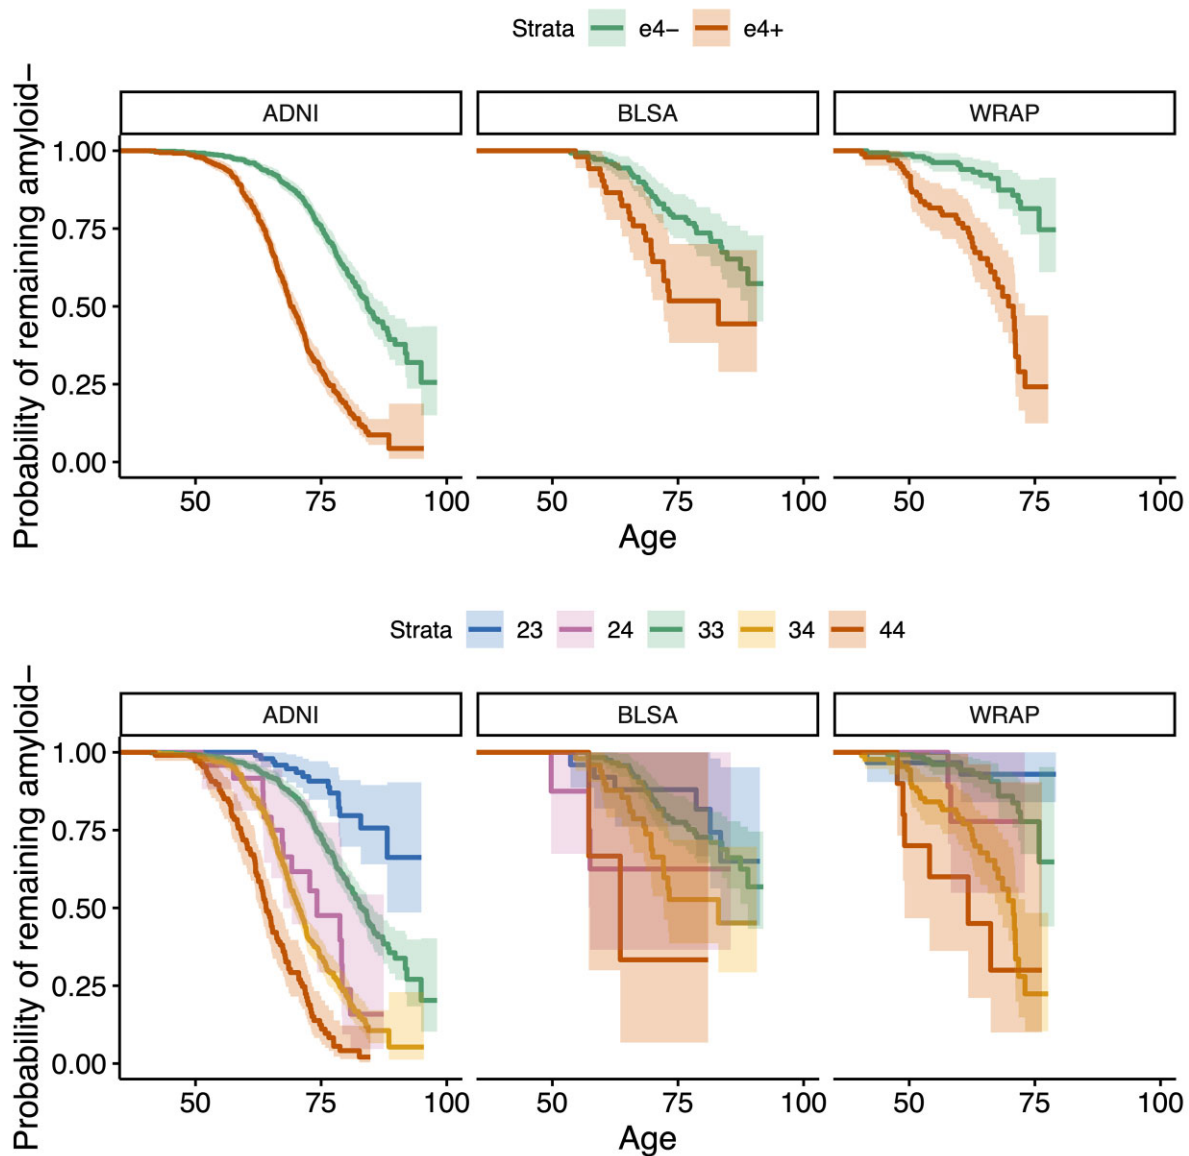 Strata e4− e4+
Probability of remaining amyloid−
ADNI BLSA WRAP
1.00
0.75
0.50
0.25
0.00
50 75 100 50 75 100 50 75 100
Age
Strata 23 24 33 34 44
Probability of remaining amyloid−
ADNI BLSA WRAP
1.00
0.75
0.50
0.25
0.00
50 75 100 50 75 100 50 75 100
Age